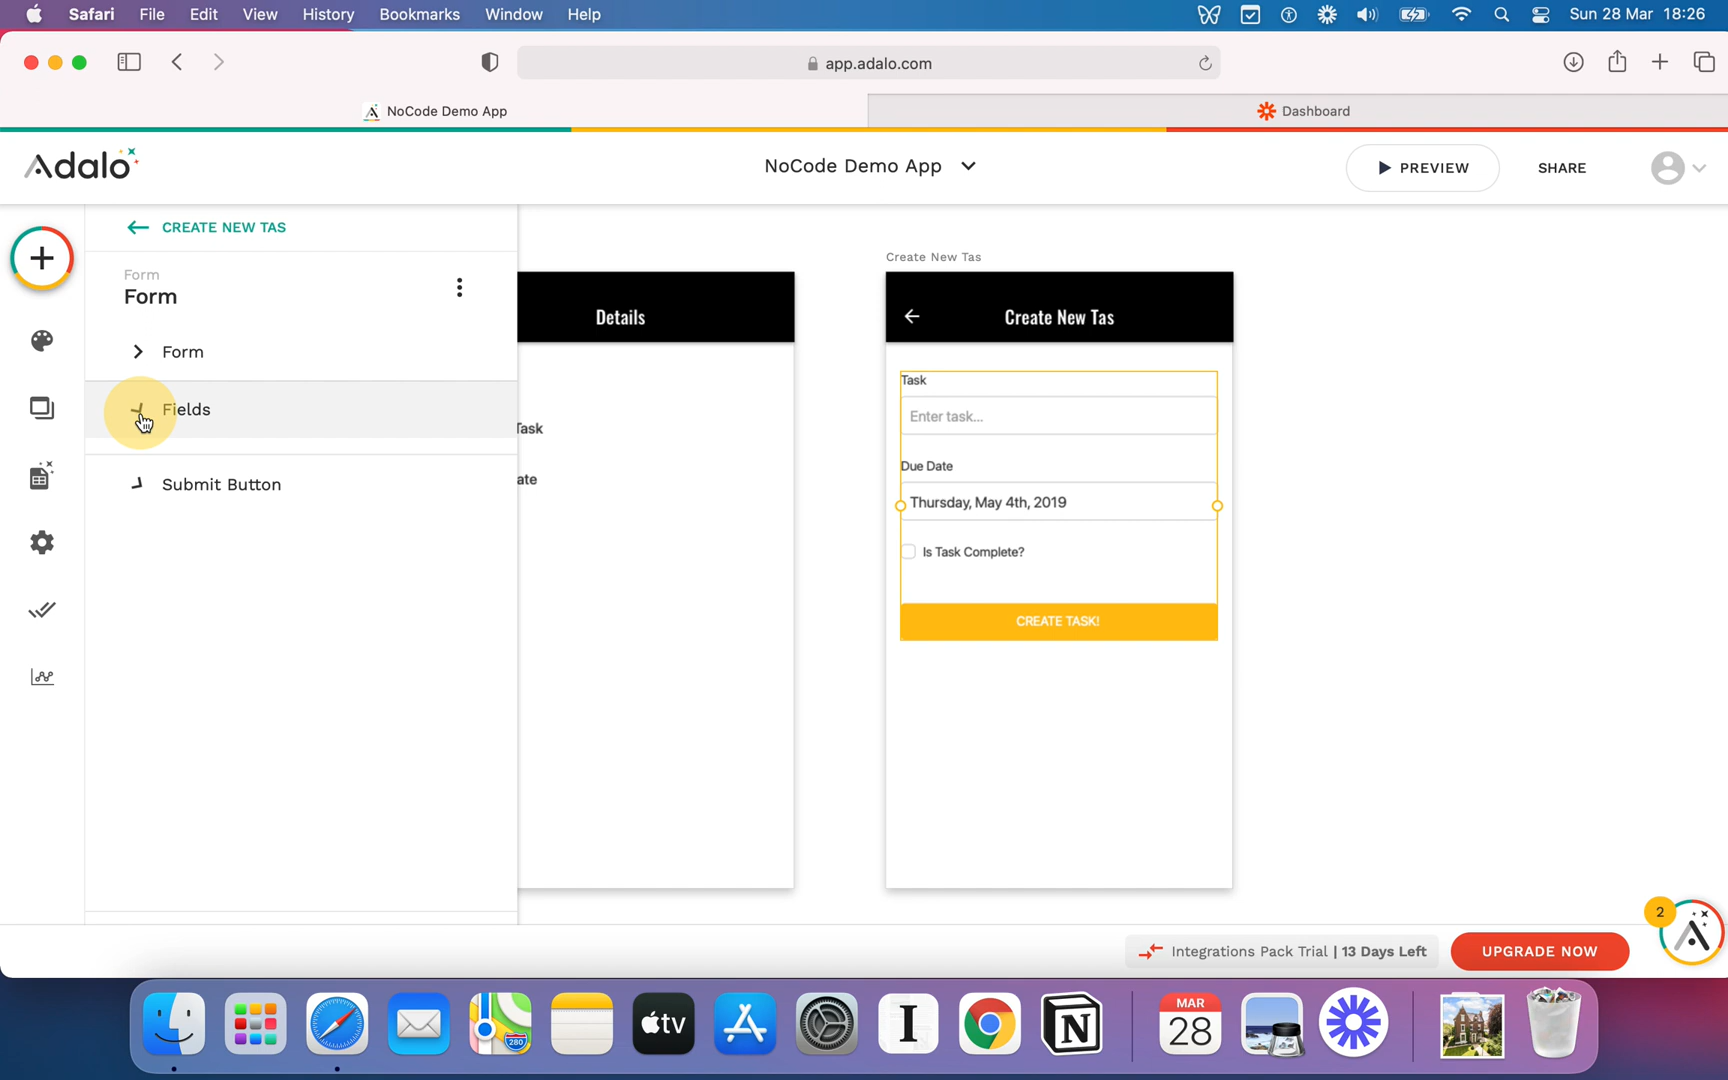 Safari File Edit View History Bookmarks Window Help Sun 28 Mar 18:26
app.adalo.com
NoCode Demo App Dashboard
Adalo NoCode Demo App PREVIEW SHARE
CREATE NEW TAS
Form
Form
Form
Fields
Submit Button
Details
Task
ate
Create New Tas
Create New Tas
Task
Enter task...
Due Date
Thursday, May 4th, 2019
Is Task Complete?
CREATE TASK!
2
Integrations Pack Trial | 13 Days Left UPGRADE NOW
280
tv
MAR
28